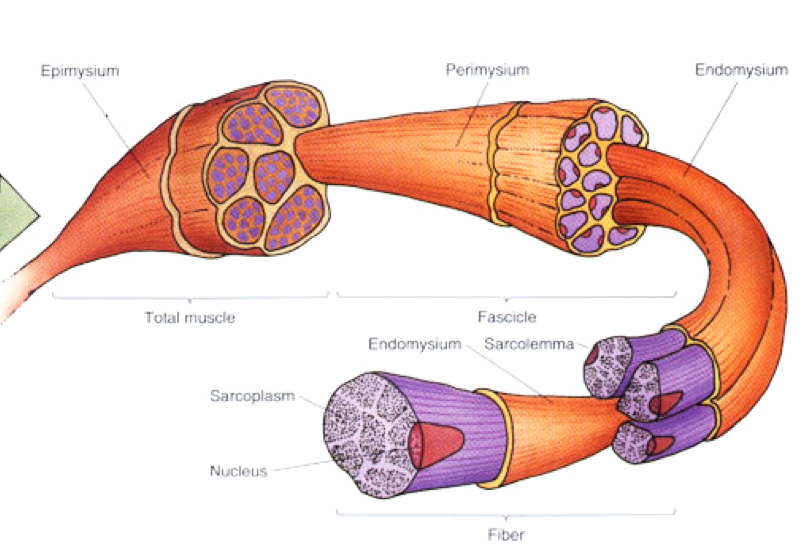 Epimysium
Perimysium
Endomysium
Total muscle
Fascicle
Endomysium
Sarcolemma
Sarcoplasm
Nucleus
Fiber